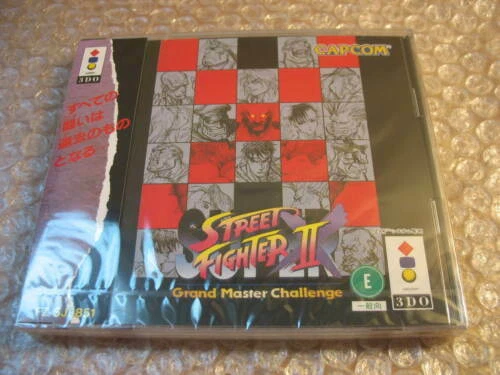 3DO
すべての
闘いは
過去のもの
となる
CAPCOM
STREET
FIGHTER II
X
Grand Master Challenge
E
一般向
3DO